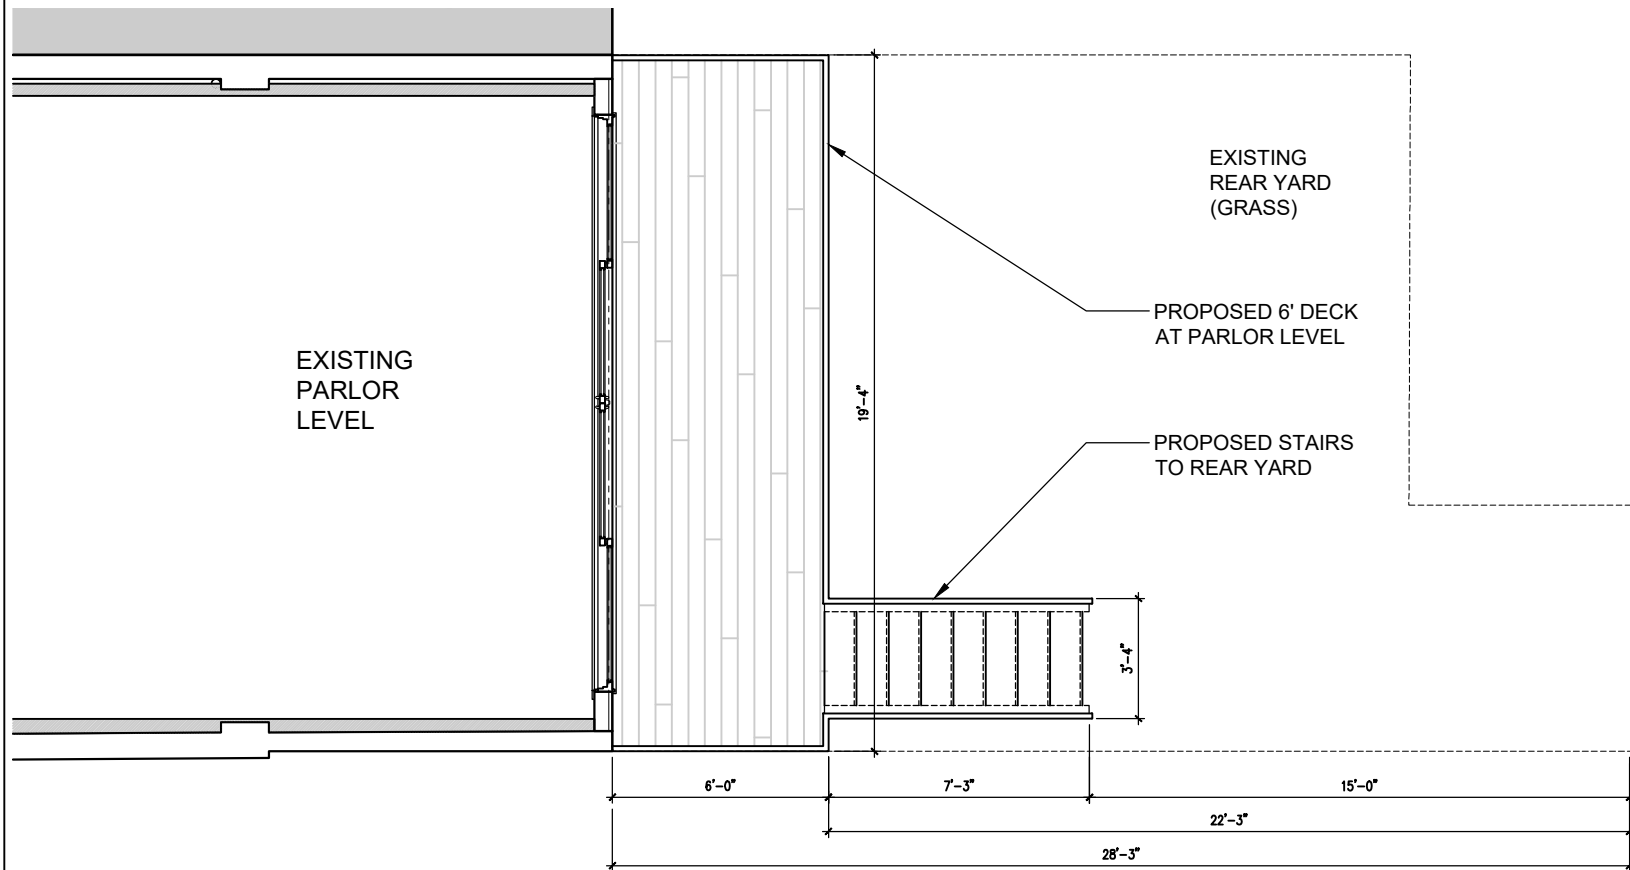 EXISTING
REAR YARD
(GRASS)
PROPOSED 6' DECK
AT PARLOR LEVEL
EXISTING
PARLOR
LEVEL
19'-4"
PROPOSED STAIRS
TO REAR YARD
3'-4"
6'-0"
7'-3"
15'-0"
22'-3"
28'-3"